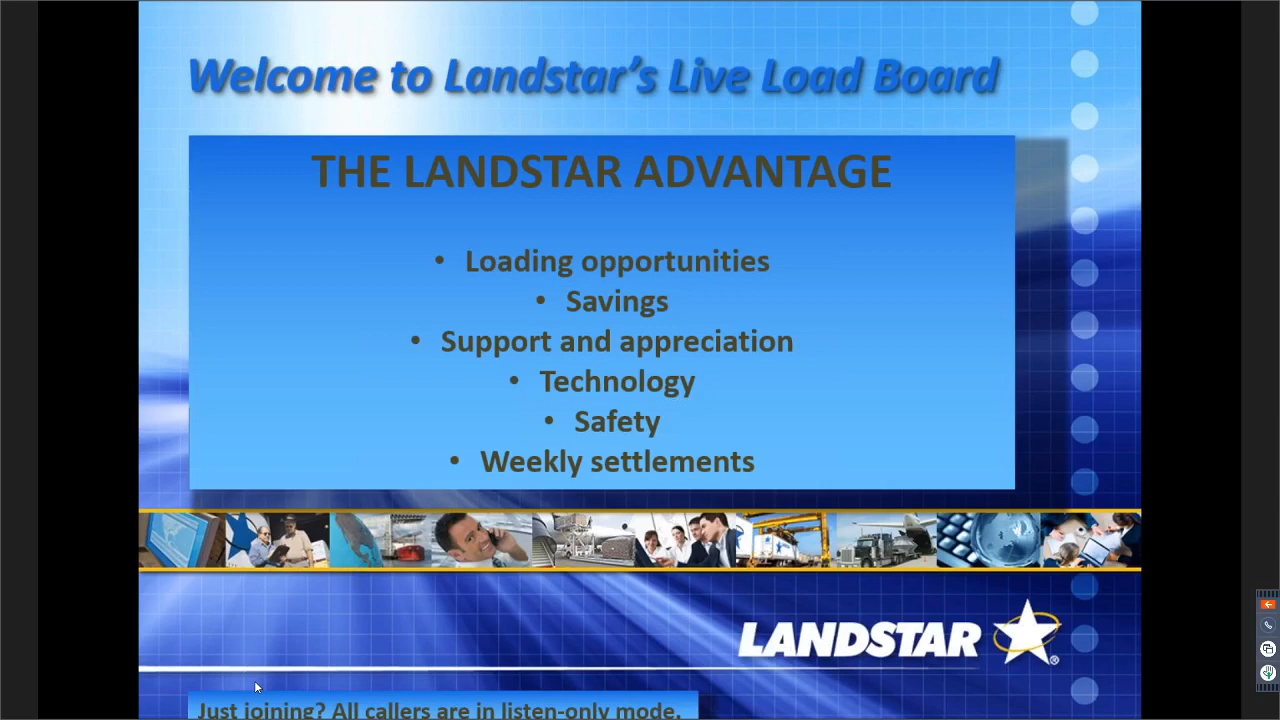 Welcome to Landstar’s Live Load Board
THE LANDSTAR ADVANTAGE
• Loading opportunities
• Savings
• Support and appreciation
• Technology
• Safety
• Weekly settlements
LANDSTAR ®
Just joining? All callers are in listen-only mode.